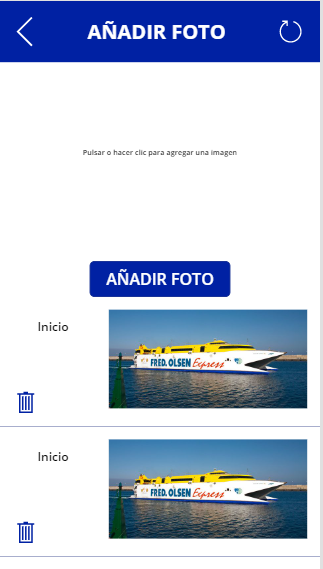 AÑADIR FOTO
Pulsar o hacer clic para agregar una imagen
AÑADIR FOTO
Inicio
FRED. OLSEN Express
Inicio
FRED. OLSEN Express